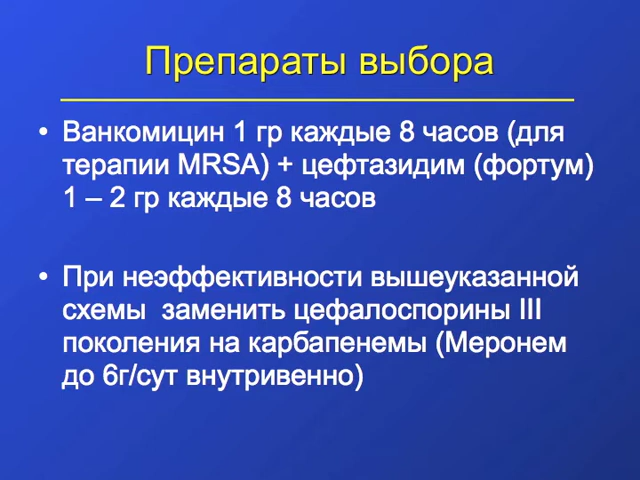 Препараты выбора
• Ванкомицин 1 гр каждые 8 часов (для
терапии MRSA) + цефтазидим (фортум)
1 – 2 гр каждые 8 часов
• При неэффективности вышеуказанной
схемы  заменить цефалоспорины III
поколения на карбапенемы (Меронем
до 6г/сут внутривенно)